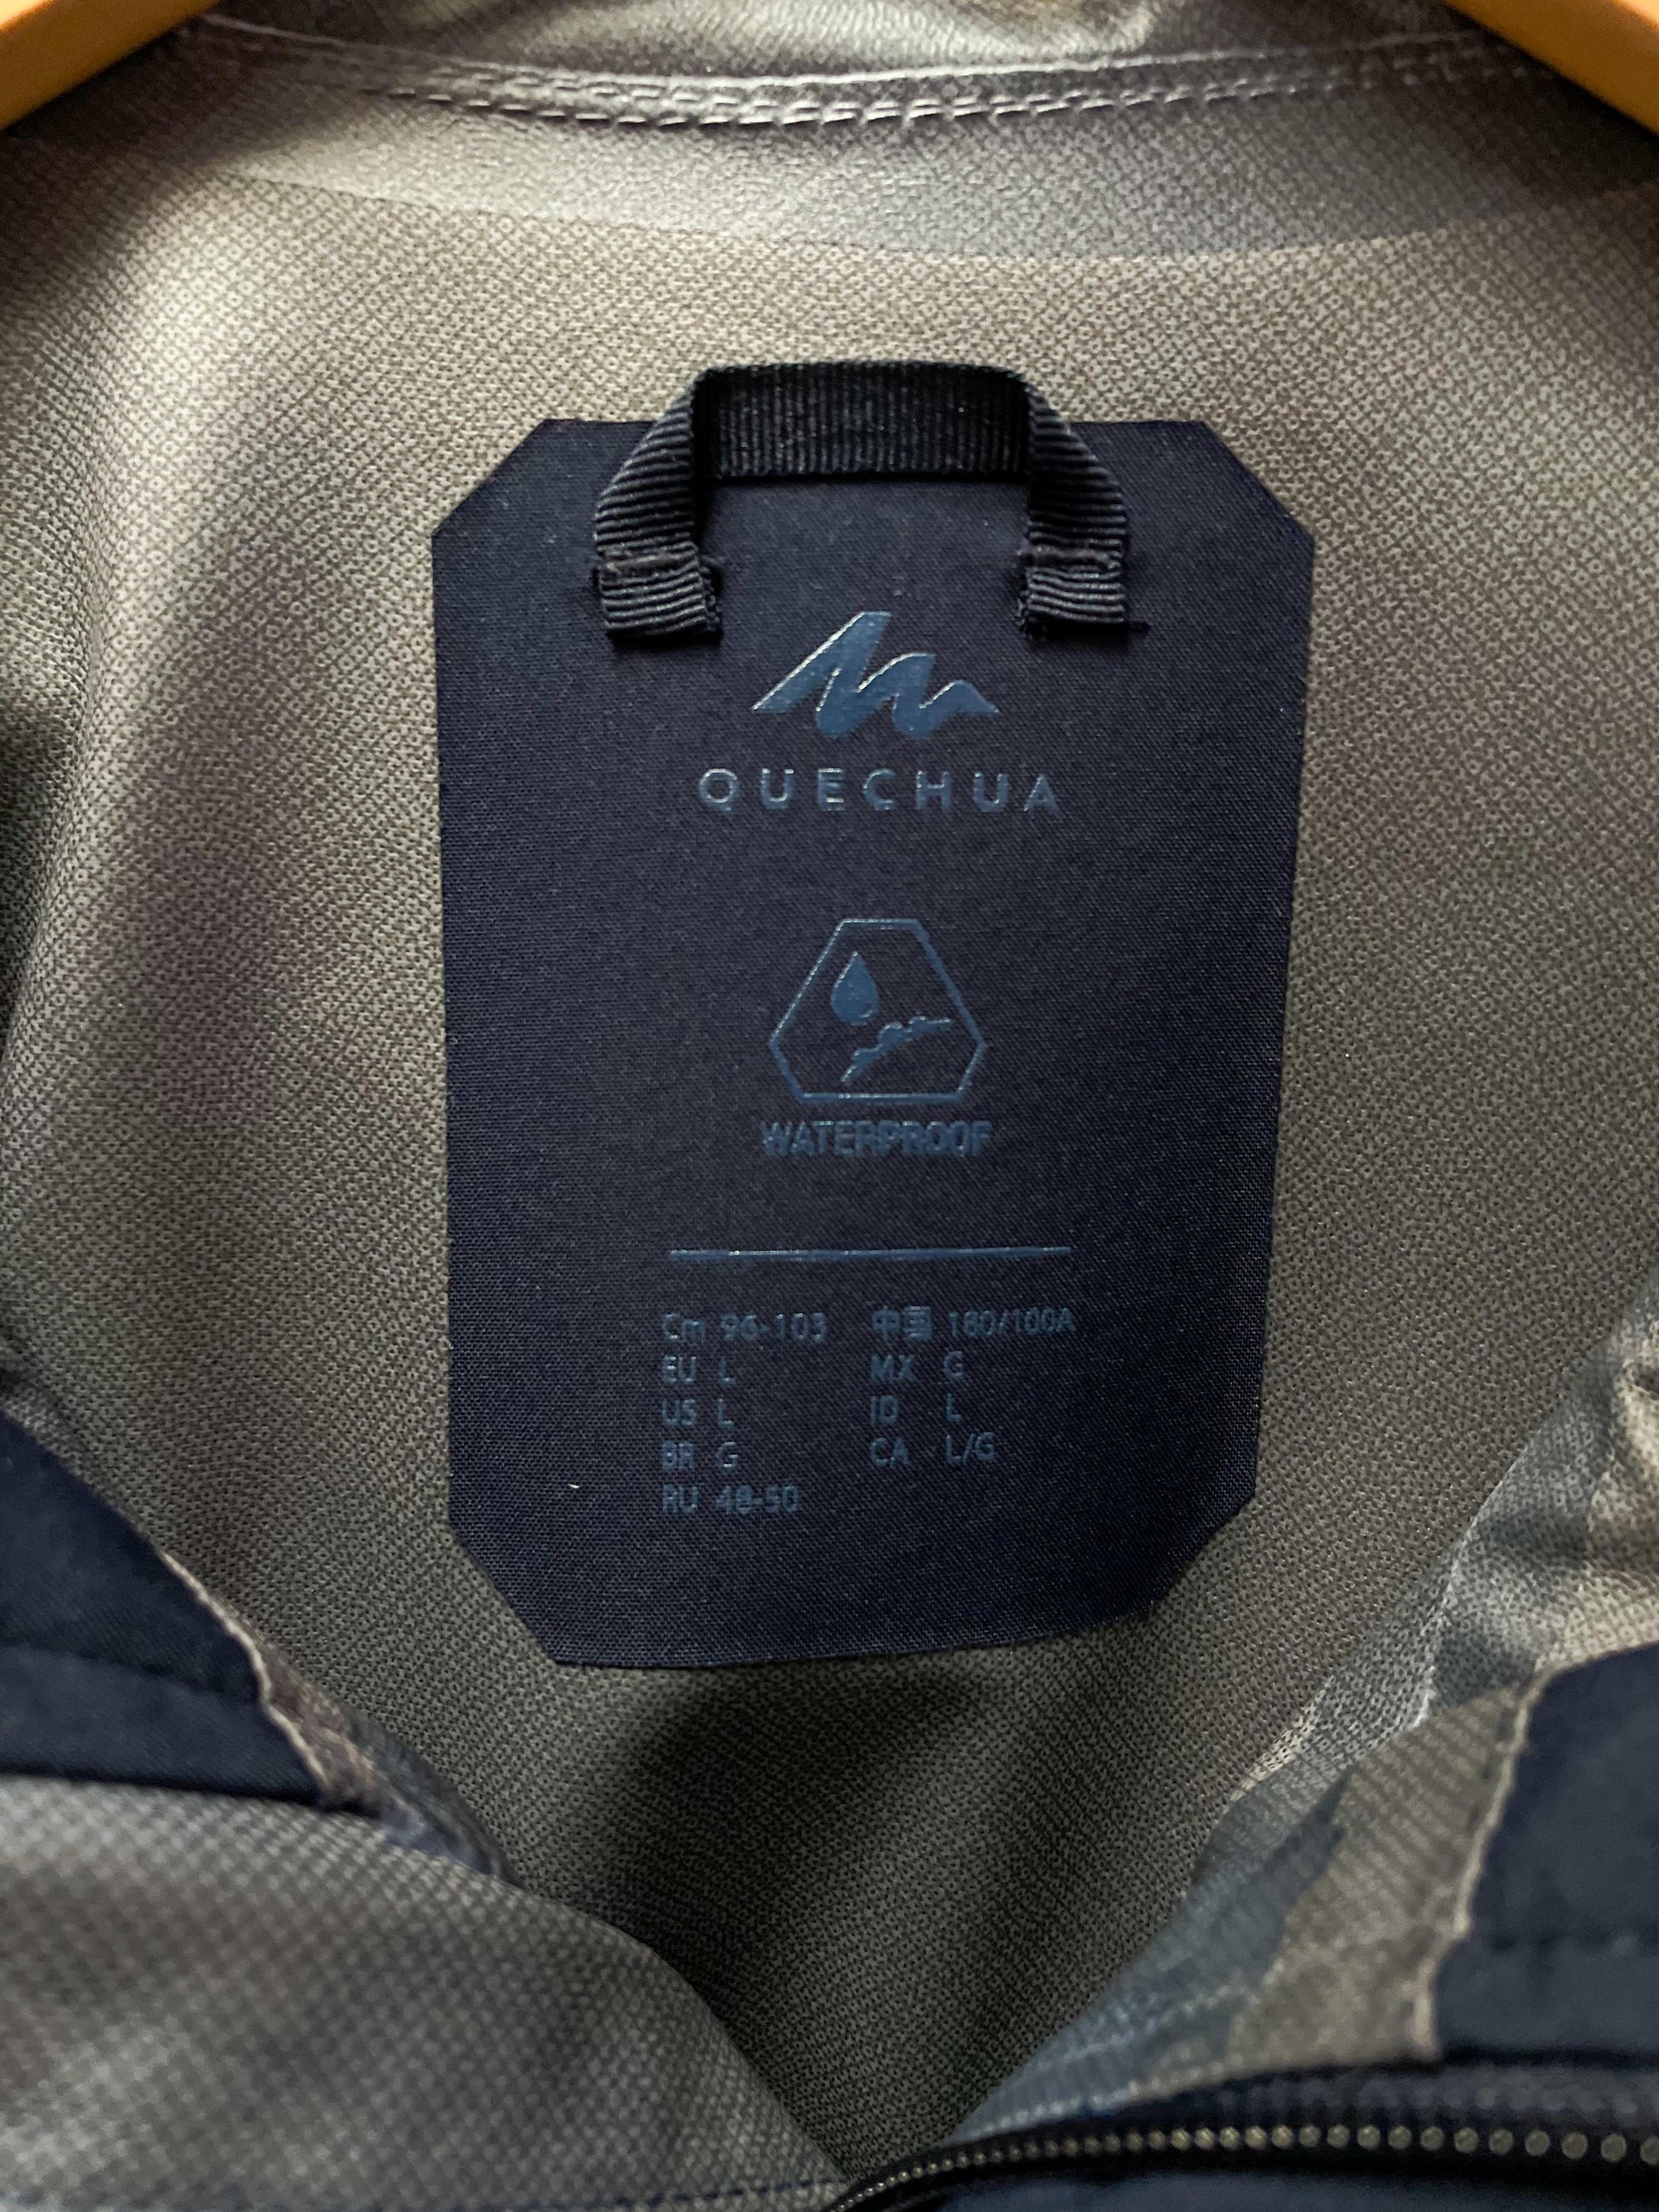 QUECHUA
WATERPROOF
Cm 96-103 中国 180/100A
EU L MX G
US L ID L
BR G CA L/G
RU 48-50